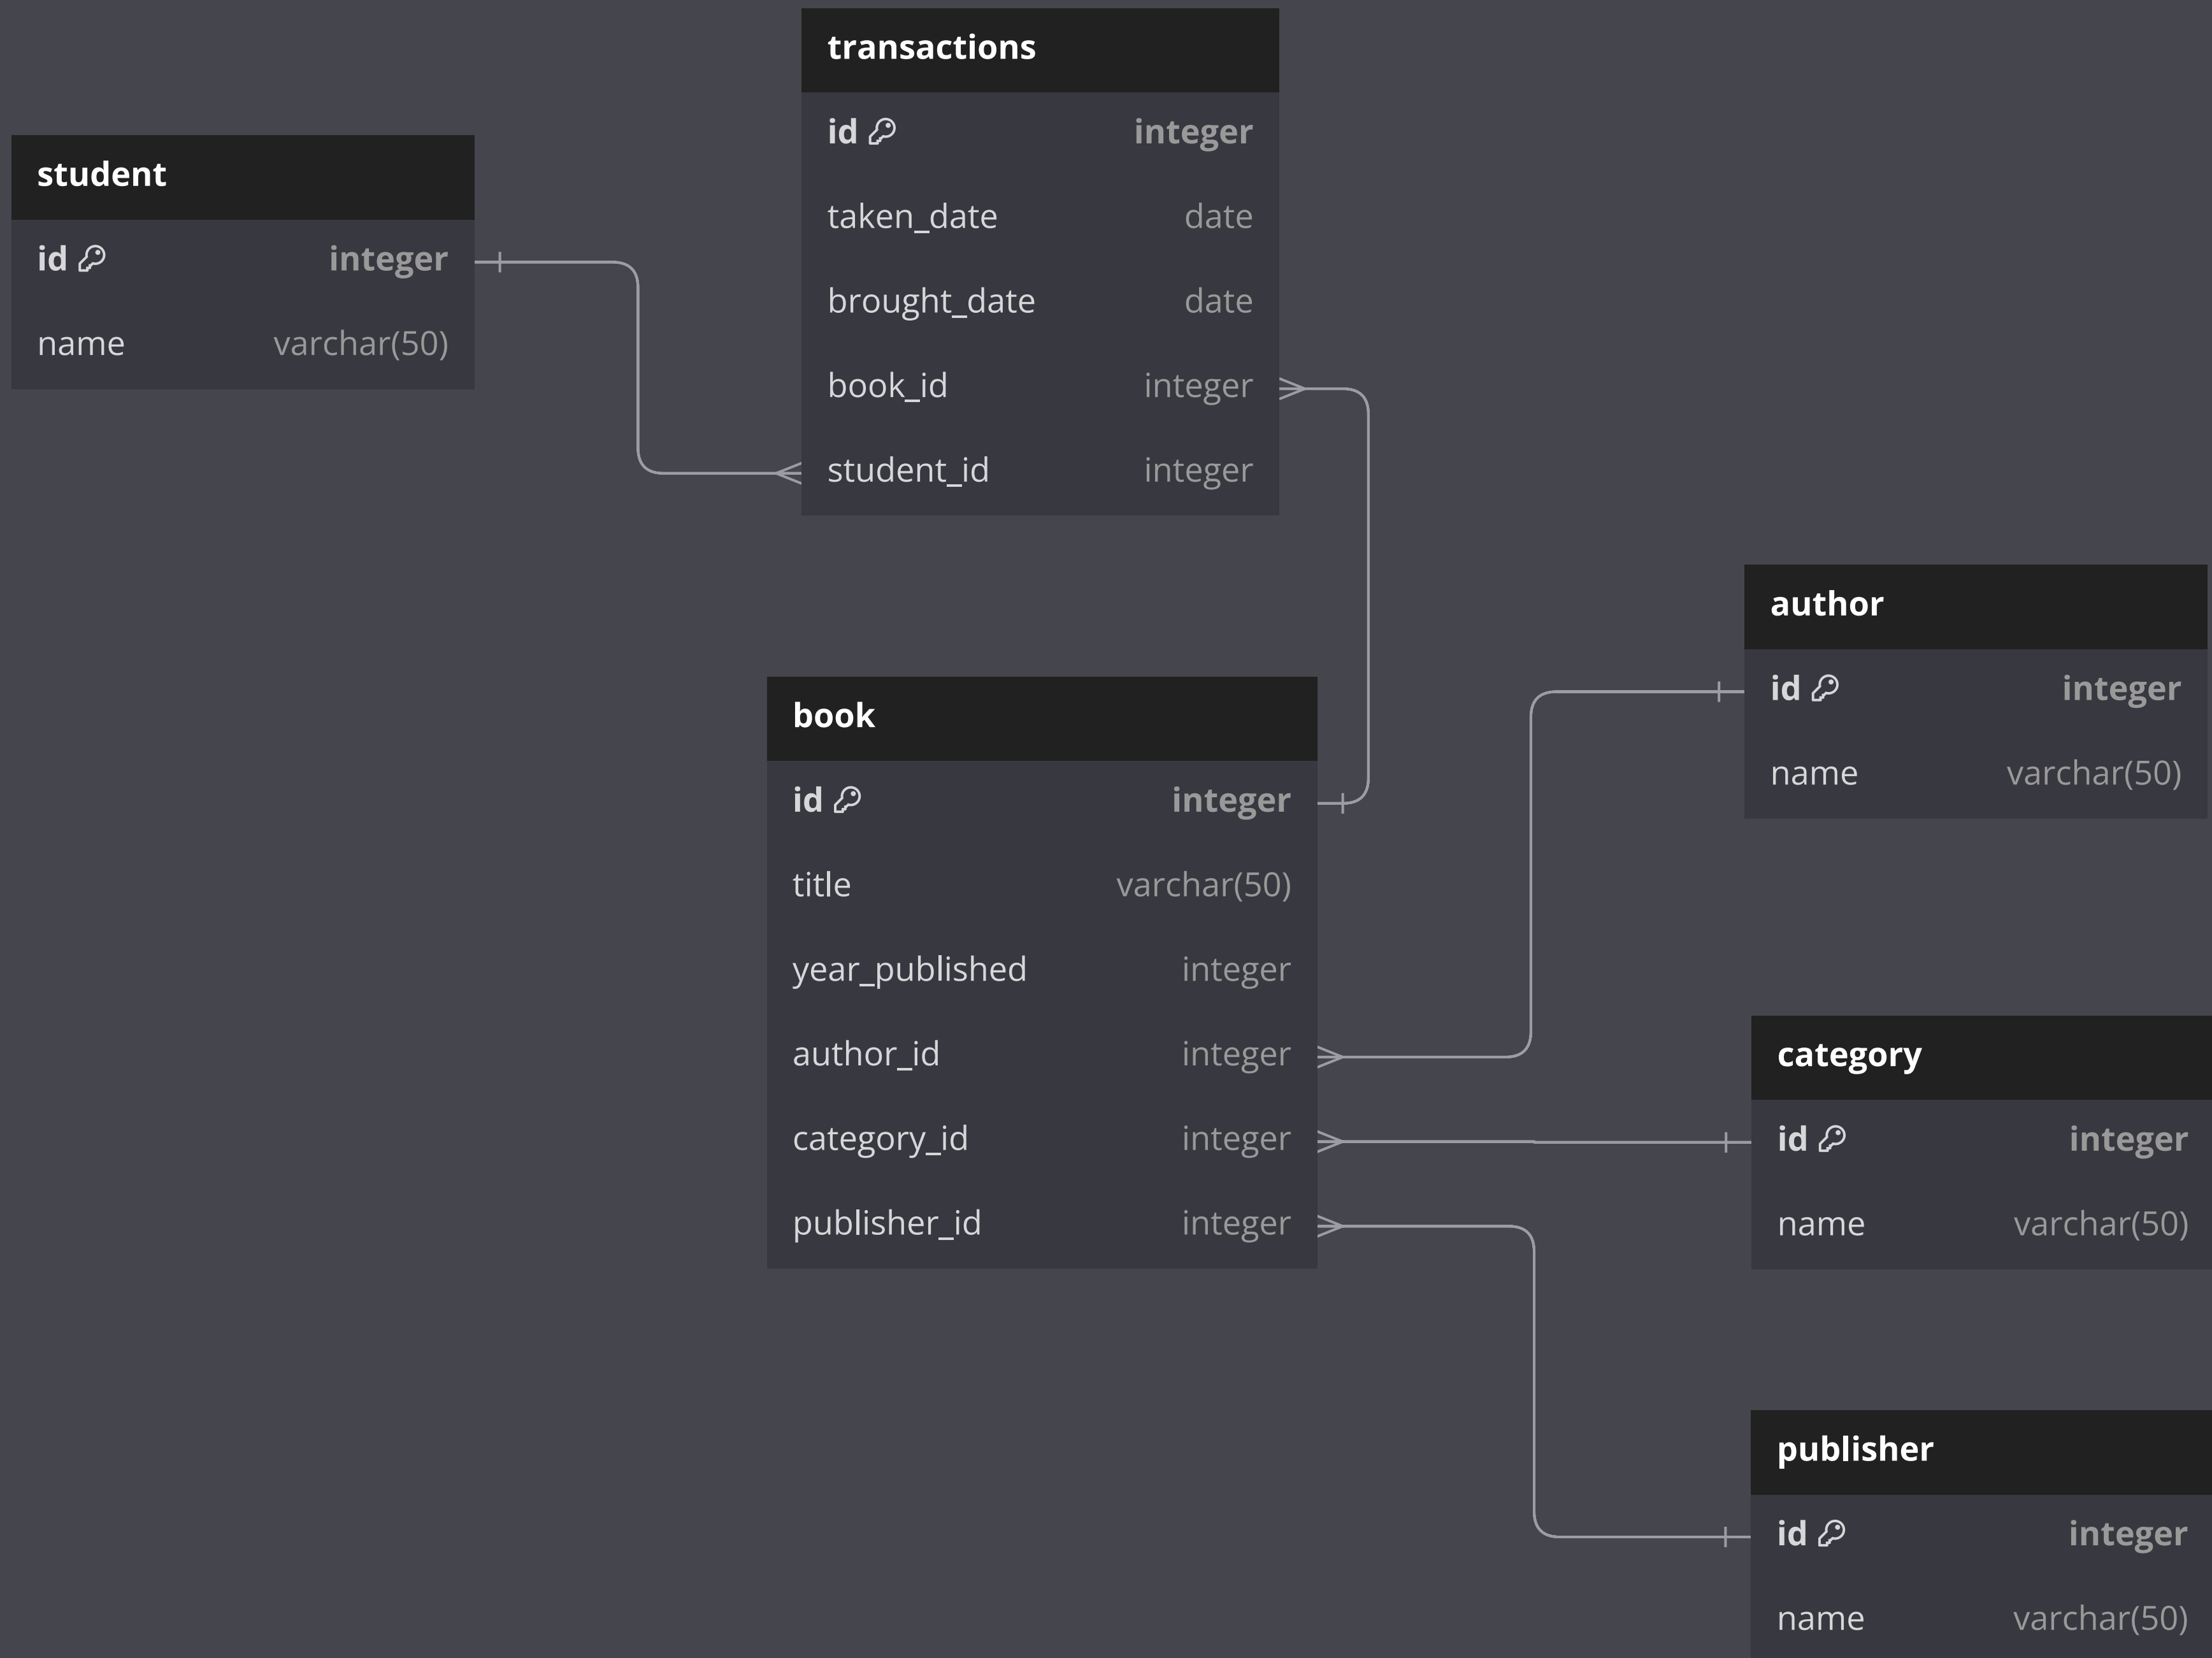 transactions
id integer
taken_date date
brought_date date
book_id integer
student_id integer
student
id integer
name varchar(50)
author
id integer
name varchar(50)
book
id integer
title varchar(50)
year_published integer
author_id integer
category_id integer
publisher_id integer
category
id integer
name varchar(50)
publisher
id integer
name varchar(50)